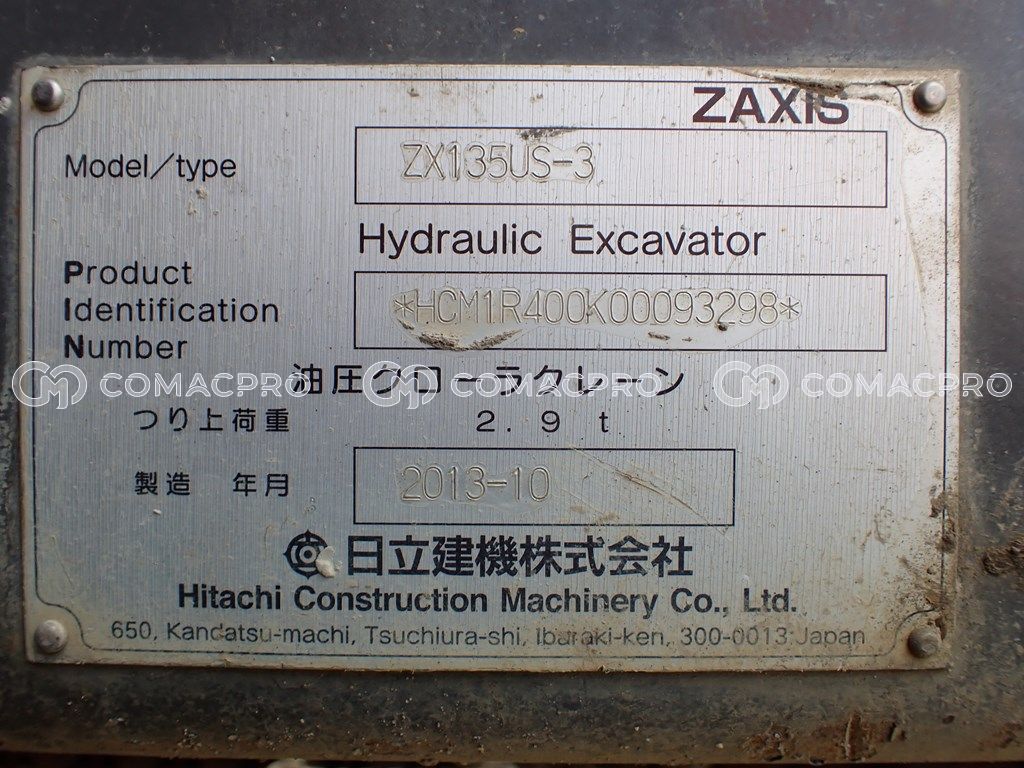 ZAXIS
Model/type ZX135US-3
Hydraulic Excavator
Product
Identification *HCM1R400K00093298*
Number
油圧クローラクレーン
COMACPRO COMACPRO COMACPRO COMACPRO
つり上荷重 2.9 t
製造 年月 2013-10
日立建機株式会社
Hitachi Construction Machinery Co., Ltd.
650, Kandatsu-machi, Tsuchiura-shi, Ibaraki-ken, 300-0013 Japan